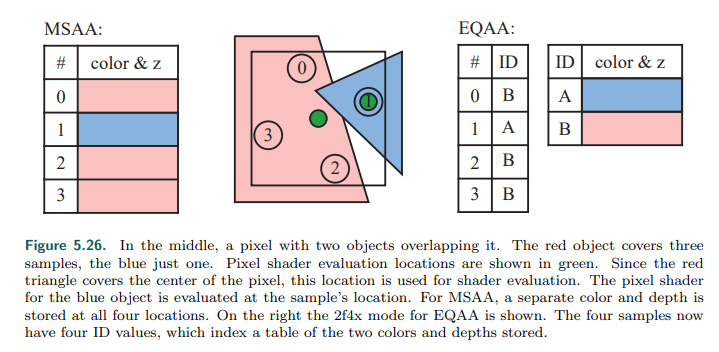 MSAA:
# color & z
0
1
2
3
0
1
3
2
EQAA:
# ID
0 B
1 A
2 B
3 B
ID color & z
A
B
Figure 5.26. In the middle, a pixel with two objects overlapping it. The red object covers three
samples, the blue just one. Pixel shader evaluation locations are shown in green. Since the red
triangle covers the center of the pixel, this location is used for shader evaluation. The pixel shader
for the blue object is evaluated at the sample's location. For MSAA, a separate color and depth is
stored at all four locations. On the right the 2f4x mode for EQAA is shown. The four samples now
have four ID values, which index a table of the two colors and depths stored.